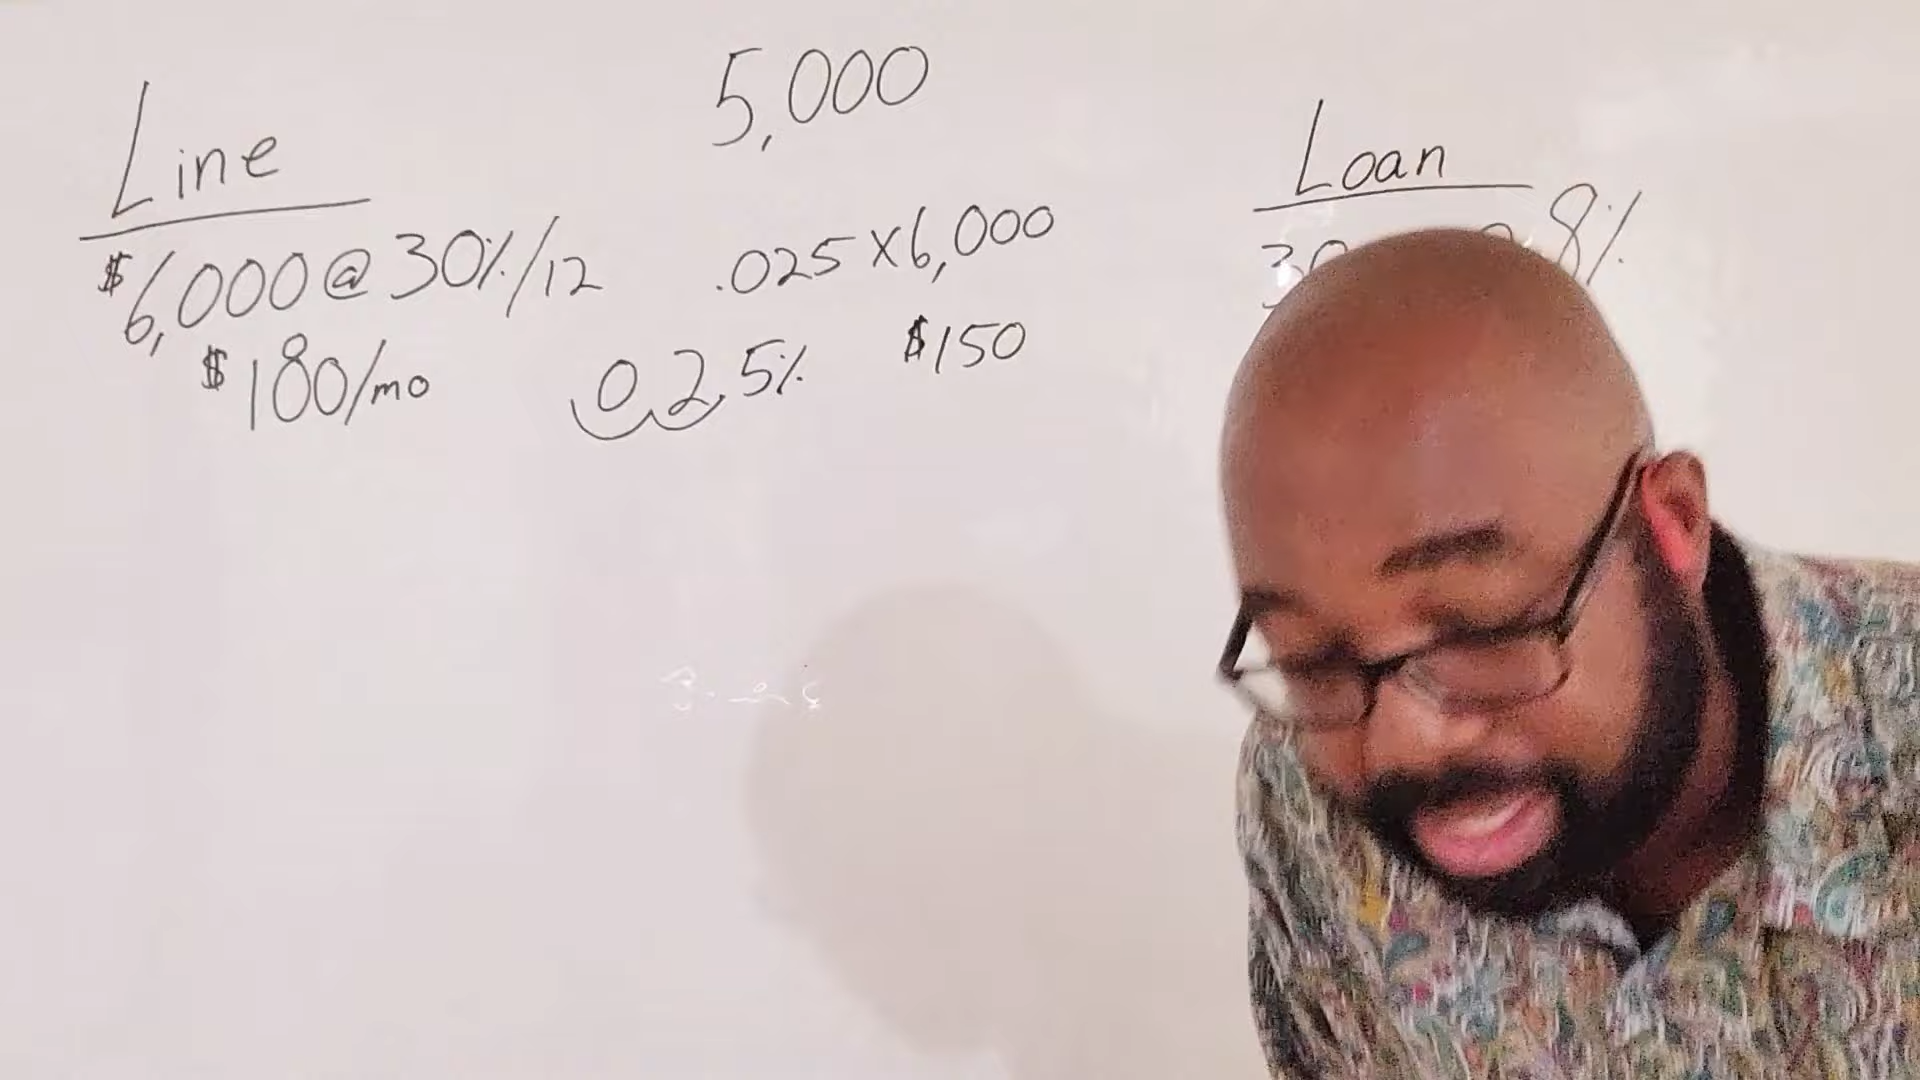 5,000
Line
$6,000 @ 30%/12
$180/mo
.025 x 6,000
02.5%
$150
Loan
8%